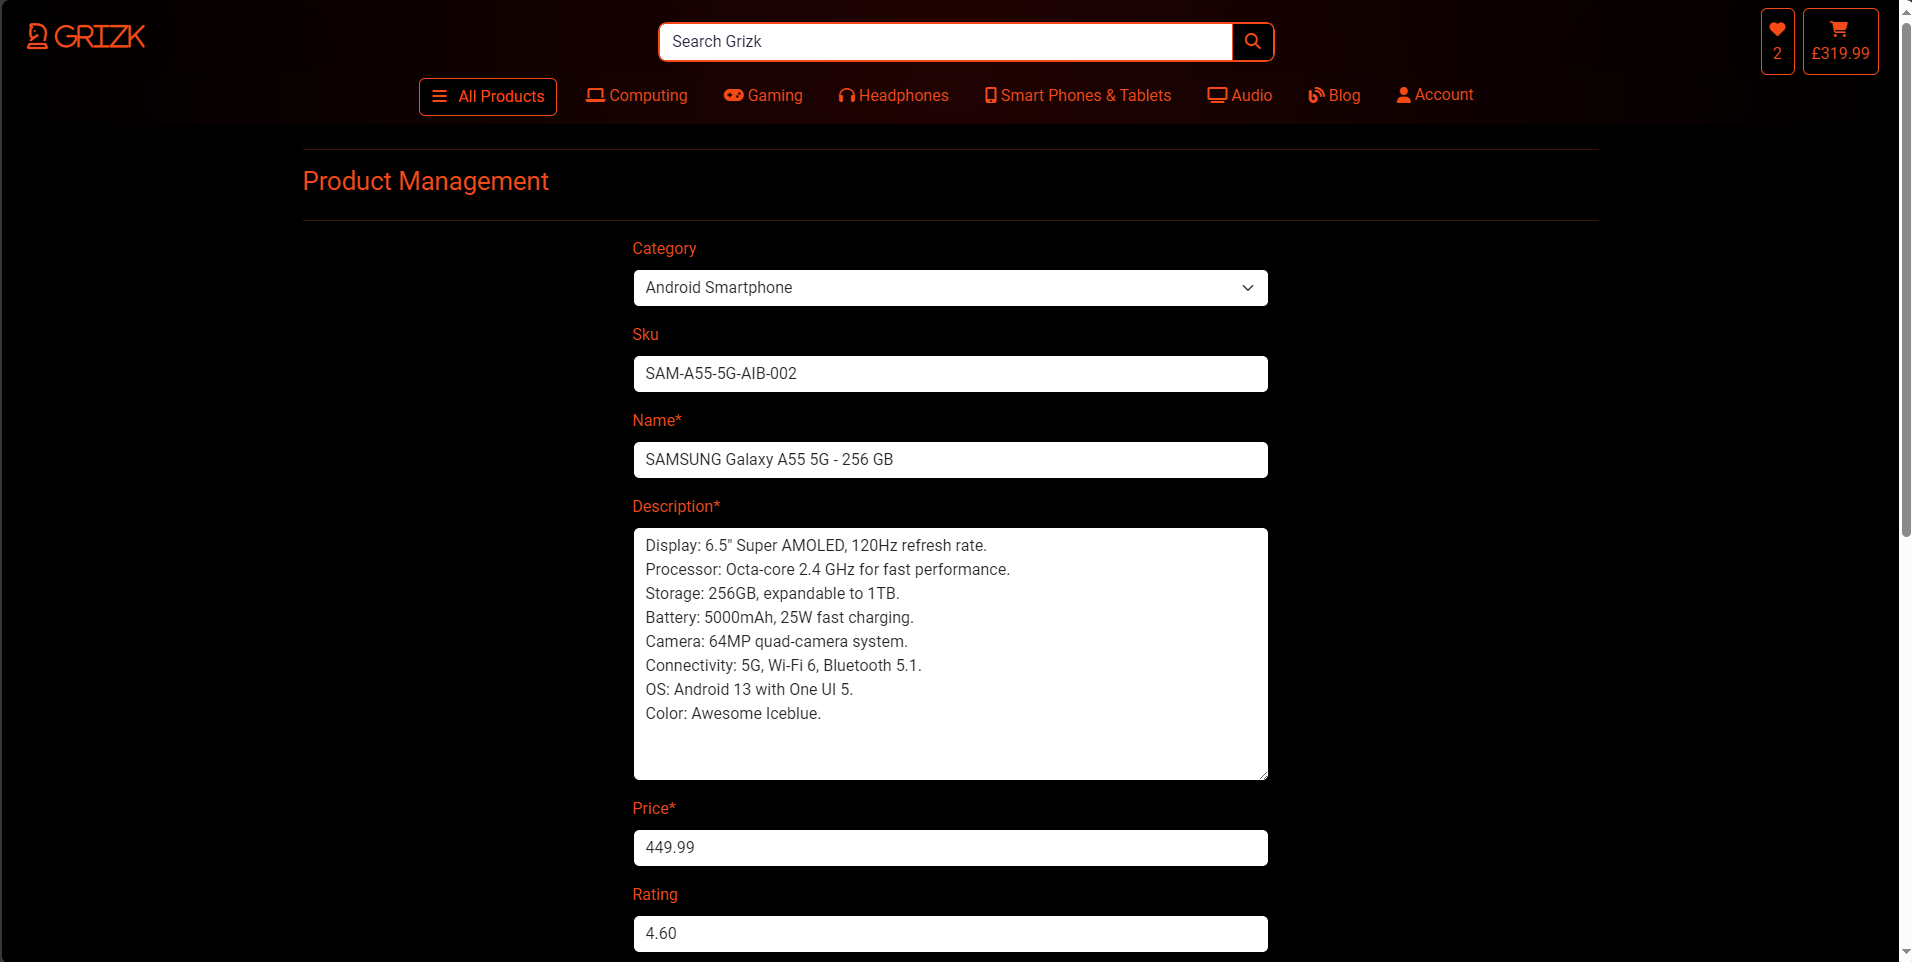 GRIZK
Search Grizk
2
£319.99
All Products
Computing
Gaming
Headphones
Smart Phones & Tablets
Audio
Blog
Account
Product Management
Category
Android Smartphone
Sku
SAM-A55-5G-AIB-002
Name*
SAMSUNG Galaxy A55 5G - 256 GB
Description*
Display: 6.5" Super AMOLED, 120Hz refresh rate.
Processor: Octa-core 2.4 GHz for fast performance.
Storage: 256GB, expandable to 1TB.
Battery: 5000mAh, 25W fast charging.
Camera: 64MP quad-camera system.
Connectivity: 5G, Wi-Fi 6, Bluetooth 5.1.
OS: Android 13 with One UI 5.
Color: Awesome Iceblue.
Price*
449.99
Rating
4.60